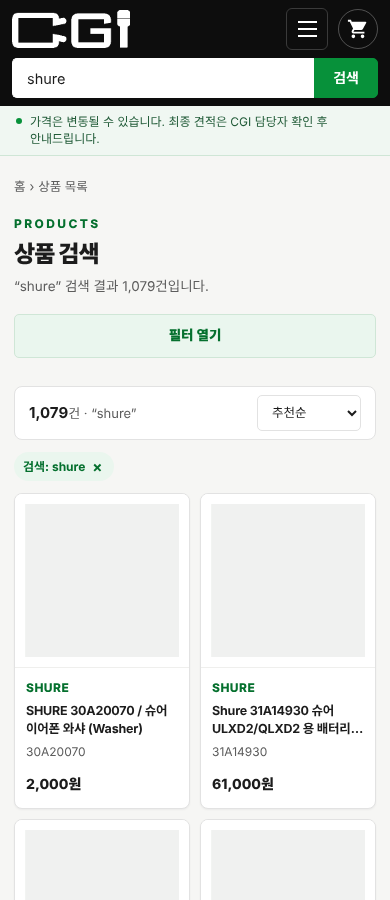 CGI
shure
검색
가격은 변동될 수 있습니다. 최종 견적은 CGI 담당자 확인 후
안내드립니다.
홈 › 상품 목록
PRODUCTS
상품 검색
“shure” 검색 결과 1,079건입니다.
필터 열기
1,079건 · “shure”
추천순
검색: shure ×
SHURE
SHURE 30A20070 / 슈어
이어폰 와샤 (Washer)
30A20070
2,000원
SHURE
Shure 31A14930 슈어
ULXD2/QLXD2 용 배터리...
31A14930
61,000원